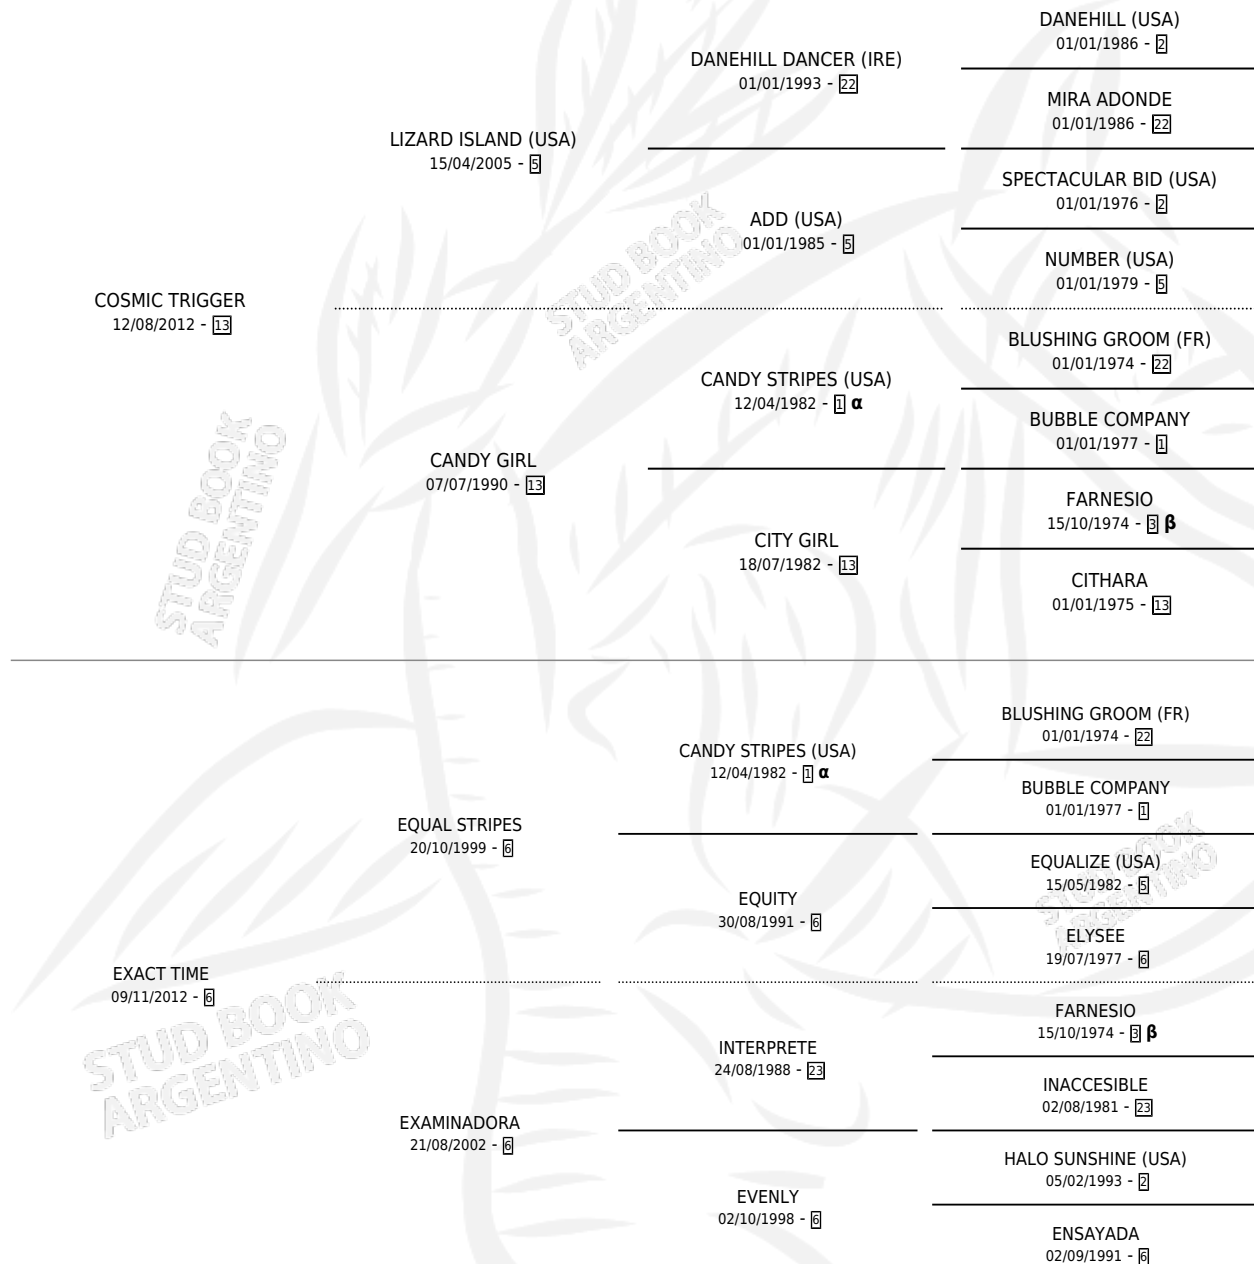 DANEHILL (USA)
01/01/1986 - 2
DANEHILL DANCER (IRE)
01/01/1993 - 22
MIRA ADONDE
01/01/1986 - 22
LIZARD ISLAND (USA)
15/04/2005 - 5
SPECTACULAR BID (USA)
01/01/1976 - 2
ADD (USA)
01/01/1985 - 5
NUMBER (USA)
01/01/1979 - 5
COSMIC TRIGGER
12/08/2012 - 13
BLUSHING GROOM (FR)
01/01/1974 - 22
CANDY STRIPES (USA)
12/04/1982 - 1 α
BUBBLE COMPANY
01/01/1977 - 1
CANDY GIRL
07/07/1990 - 13
FARNESIO
15/10/1974 - 3 β
CITY GIRL
18/07/1982 - 13
CITHARA
01/01/1975 - 13
BLUSHING GROOM (FR)
01/01/1974 - 22
CANDY STRIPES (USA)
12/04/1982 - 1 α
BUBBLE COMPANY
01/01/1977 - 1
EQUAL STRIPES
20/10/1999 - 6
EQUALIZE (USA)
15/05/1982 - 5
EQUITY
30/08/1991 - 6
ELYSEE
19/07/1977 - 6
EXACT TIME
09/11/2012 - 6
FARNESIO
15/10/1974 - 3 β
INTERPRETE
24/08/1988 - 23
INACCESIBLE
02/08/1981 - 23
EXAMINADORA
21/08/2002 - 6
HALO SUNSHINE (USA)
05/02/1993 - 2
EVENLY
02/10/1998 - 6
ENSAYADA
02/09/1991 - 6
STUD BOOK
ARGENTINO
STUD BOOK
ARGENTINO
STUD BOOK
ARGENTINO
STUD BOOK
ARGENTINO